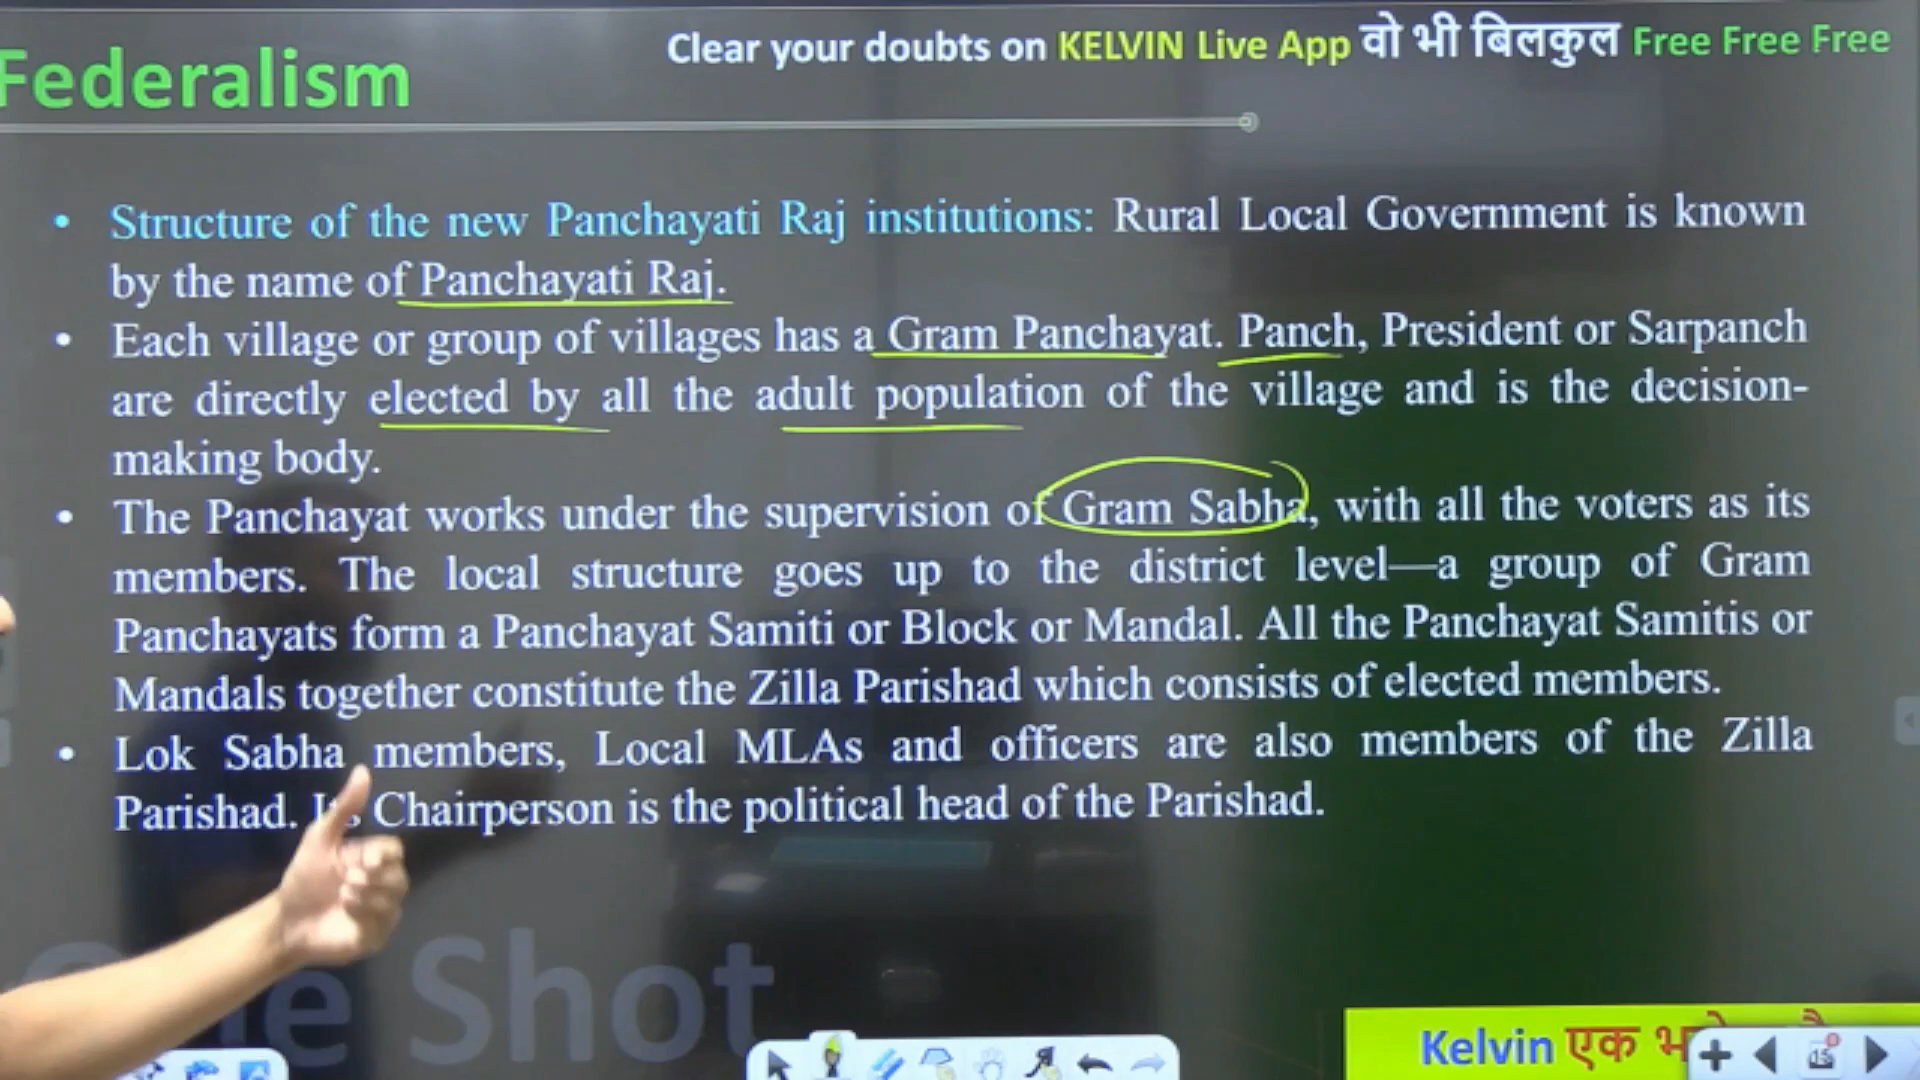 Federalism
Clear your doubts on KELVIN Live App वो भी बिलकुल Free Free Free
• Structure of the new Panchayati Raj institutions: Rural Local Government is known
by the name of Panchayati Raj.
• Each village or group of villages has a Gram Panchayat. Panch, President or Sarpanch
are directly elected by all the adult population of the village and is the decision-
making body.
• The Panchayat works under the supervision of Gram Sabha, with all the voters as its
members. The local structure goes up to the district level—a group of Gram
Panchayats form a Panchayat Samiti or Block or Mandal. All the Panchayat Samitis or
Mandals together constitute the Zilla Parishad which consists of elected members.
• Lok Sabha members, Local MLAs and officers are also members of the Zilla
Parishad. Chairperson is the political head of the Parishad.
Shot
Kelvin एक